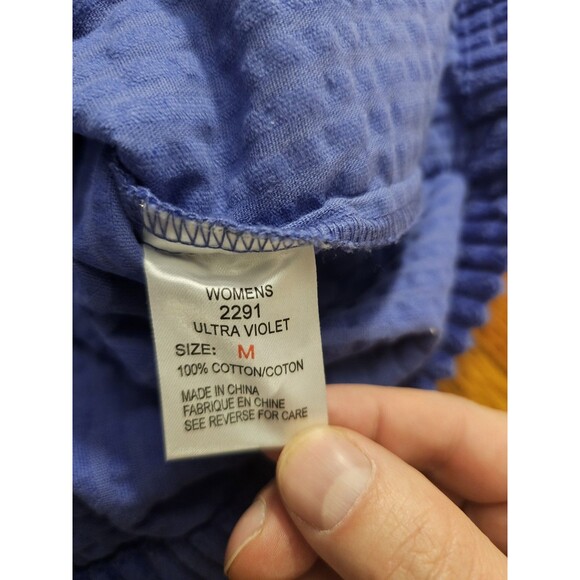 WOMENS
2291
ULTRA VIOLET
SIZE: M
100% COTTON/COTON
MADE IN CHINA
FABRIQUE EN CHINE
SEE REVERSE FOR CARE